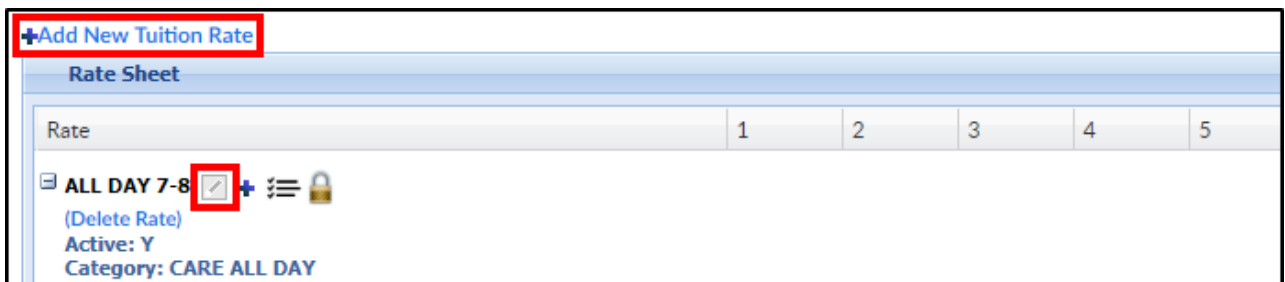 Add New Tuition Rate
Rate Sheet
Rate 1 2 3 4 5
ALL DAY 7-8
(Delete Rate)
Active: Y
Category: CARE ALL DAY